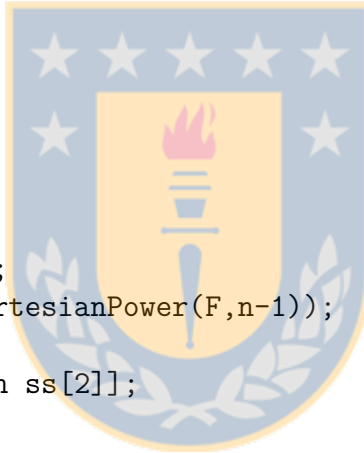 ;
rtesianPower(F,n-1));
n ss[2]];